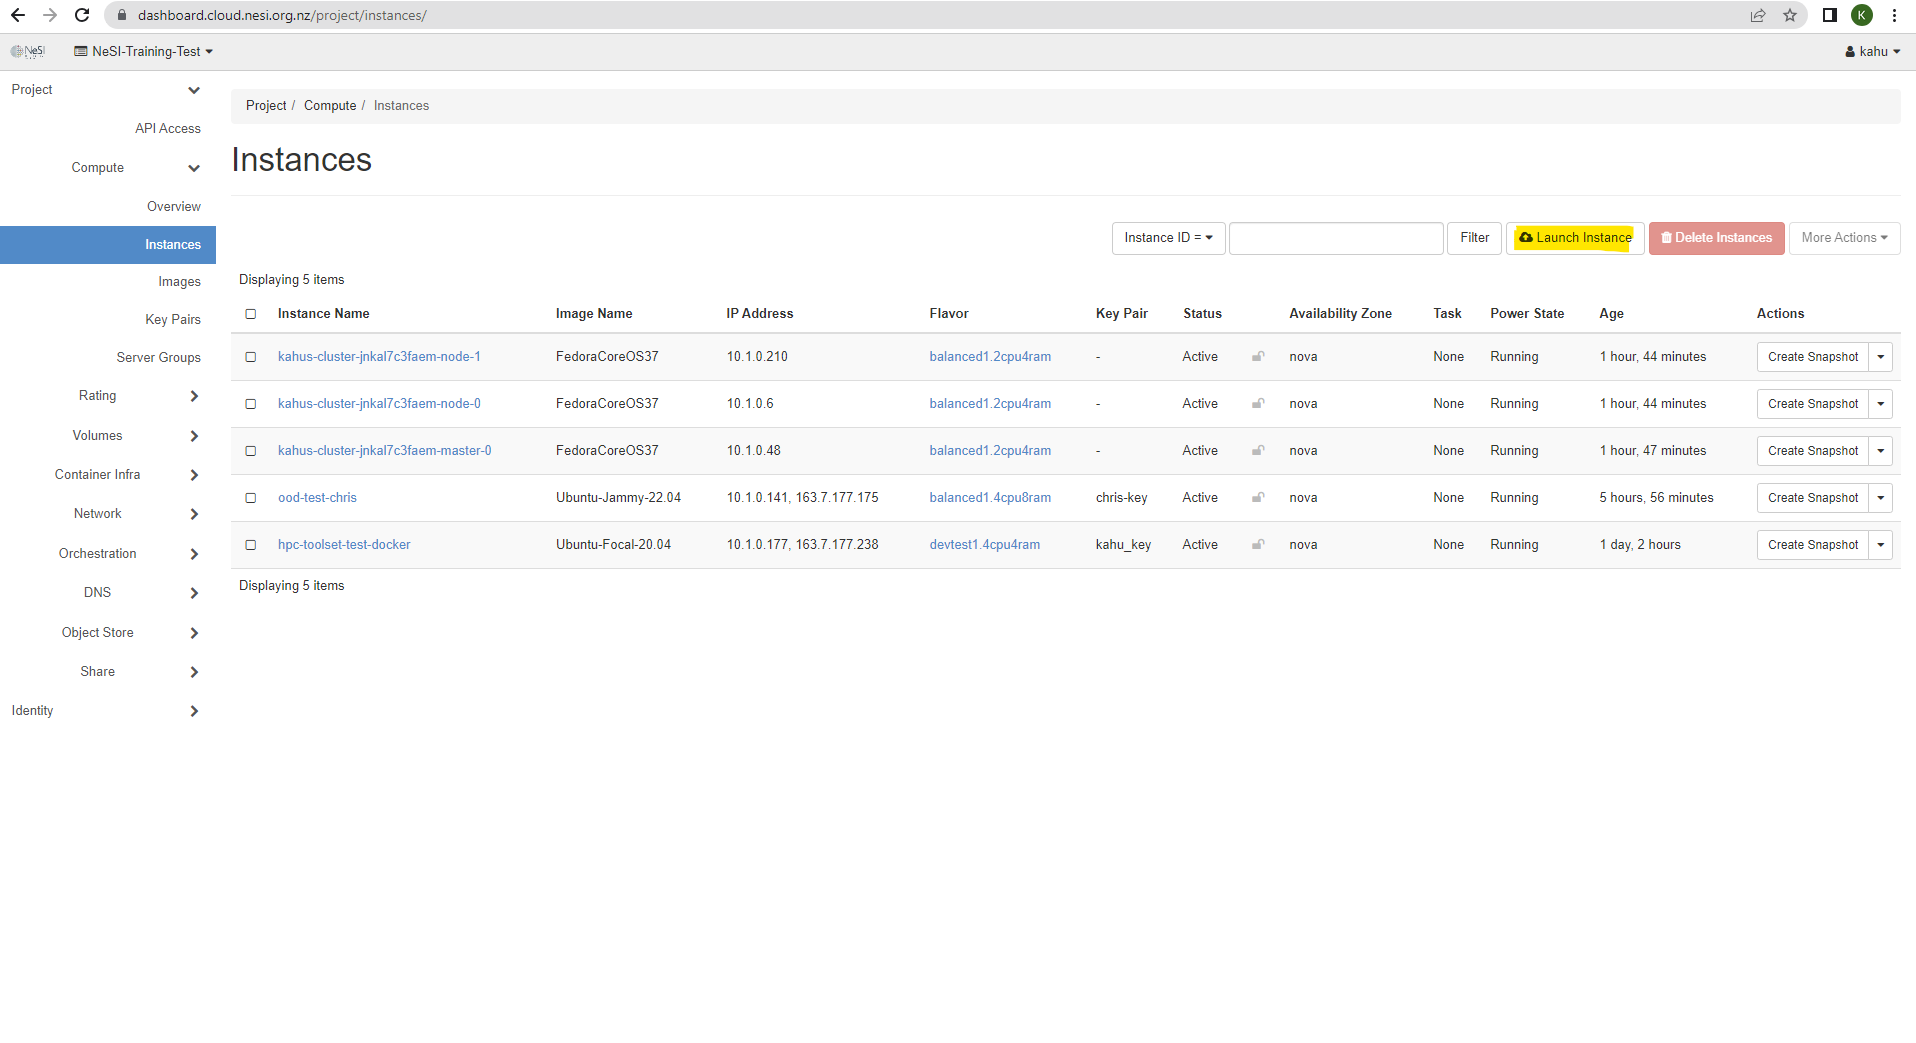 dashboard.cloud.nesi.org.nz/project/instances/
K
NeSI NeSI-Training-Test kahu
Project
API Access
Compute
Overview
Instances
Images
Key Pairs
Server Groups
Rating
Volumes
Container Infra
Network
Orchestration
DNS
Object Store
Share
Identity
Project / Compute / Instances
Instances
Instance ID = Filter Launch Instance Delete Instances More Actions
Displaying 5 items
Instance Name Image Name IP Address Flavor Key Pair Status Availability Zone Task Power State Age Actions
kahus-cluster-jnkal7c3faem-node-1 FedoraCoreOS37 10.1.0.210 balanced1.2cpu4ram - Active nova None Running 1 hour, 44 minutes Create Snapshot
kahus-cluster-jnkal7c3faem-node-0 FedoraCoreOS37 10.1.0.6 balanced1.2cpu4ram - Active nova None Running 1 hour, 44 minutes Create Snapshot
kahus-cluster-jnkal7c3faem-master-0 FedoraCoreOS37 10.1.0.48 balanced1.2cpu4ram - Active nova None Running 1 hour, 47 minutes Create Snapshot
ood-test-chris Ubuntu-Jammy-22.04 10.1.0.141, 163.7.177.175 balanced1.4cpu8ram chris-key Active nova None Running 5 hours, 56 minutes Create Snapshot
hpc-toolset-test-docker Ubuntu-Focal-20.04 10.1.0.177, 163.7.177.238 devtest1.4cpu4ram kahu_key Active nova None Running 1 day, 2 hours Create Snapshot
Displaying 5 items